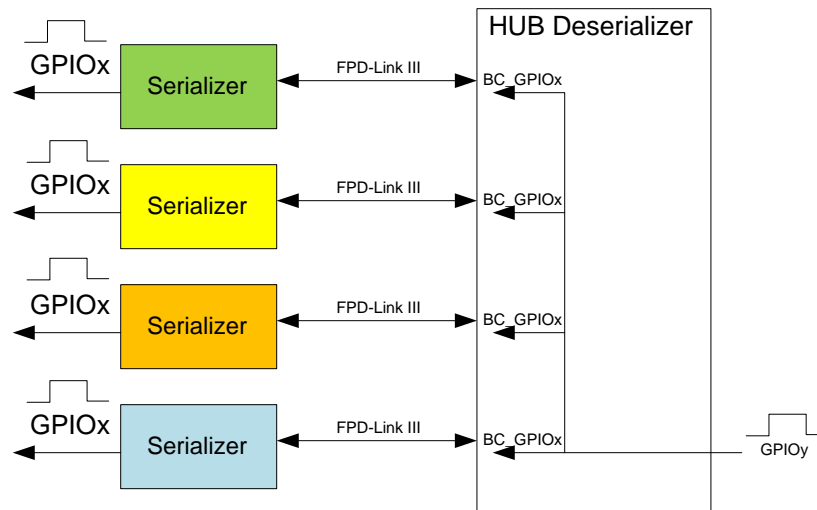 HUB Deserializer
GPIOx
Serializer
FPD-Link III
BC_GPIOx
GPIOx
Serializer
FPD-Link III
BC_GPIOx
GPIOx
Serializer
FPD-Link III
BC_GPIOx
GPIOx
Serializer
FPD-Link III
BC_GPIOx
GPIOy